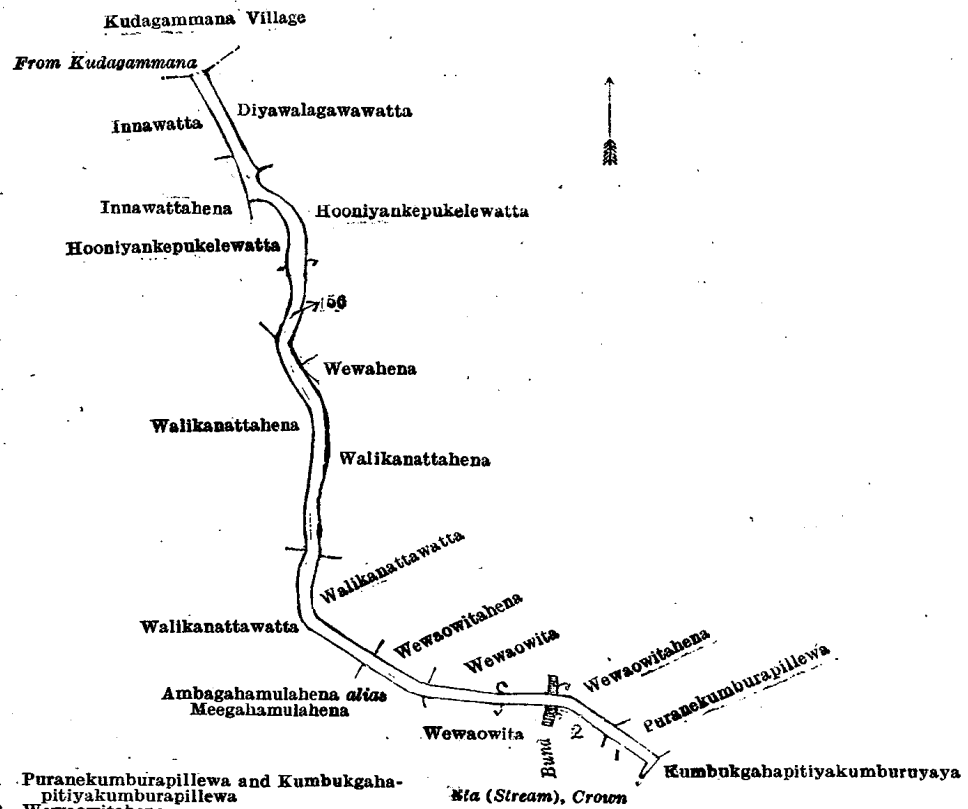 Kudagammana Village
From Kudagammana
Diyawalagawawatta
Innawatta
Innawattahena
Hooniyankepukelewatta
Hooniyankepukelewatta
56
Wewahena
Walikanattahena
Walikanattahena
Walikanattawatta
Walikanattawatta
Wewaowitahena
Wewaowita
Wewaowitahena
Puranekumburapillewa
Ambagahamulahena alias
Meegahamulahena
Wewaowita
Bund
2
Kumbukgahapitiyakumburuyaya
Ela (Stream), Crown
Puranekumburapillewa and Kumbukgaha-
pitiyakumburapillewa
Wewaowitahena